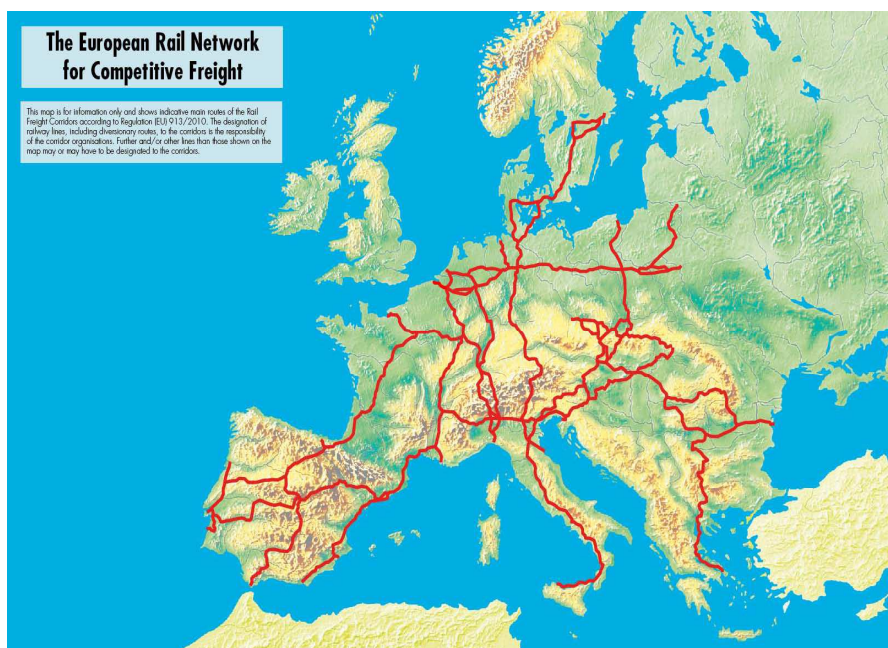 The European Rail Network
for Competitive Freight
This map is for information only and shows indicative main routes of the Rail
Freight Corridors according to Regulation (EU) 913/2010. The designation of
railway lines, including diversionary routes, to the corridors is the responsibility
of the corridor organisations. Further and/or other lines than those shown on the
map may or may have to be designated to the corridors.